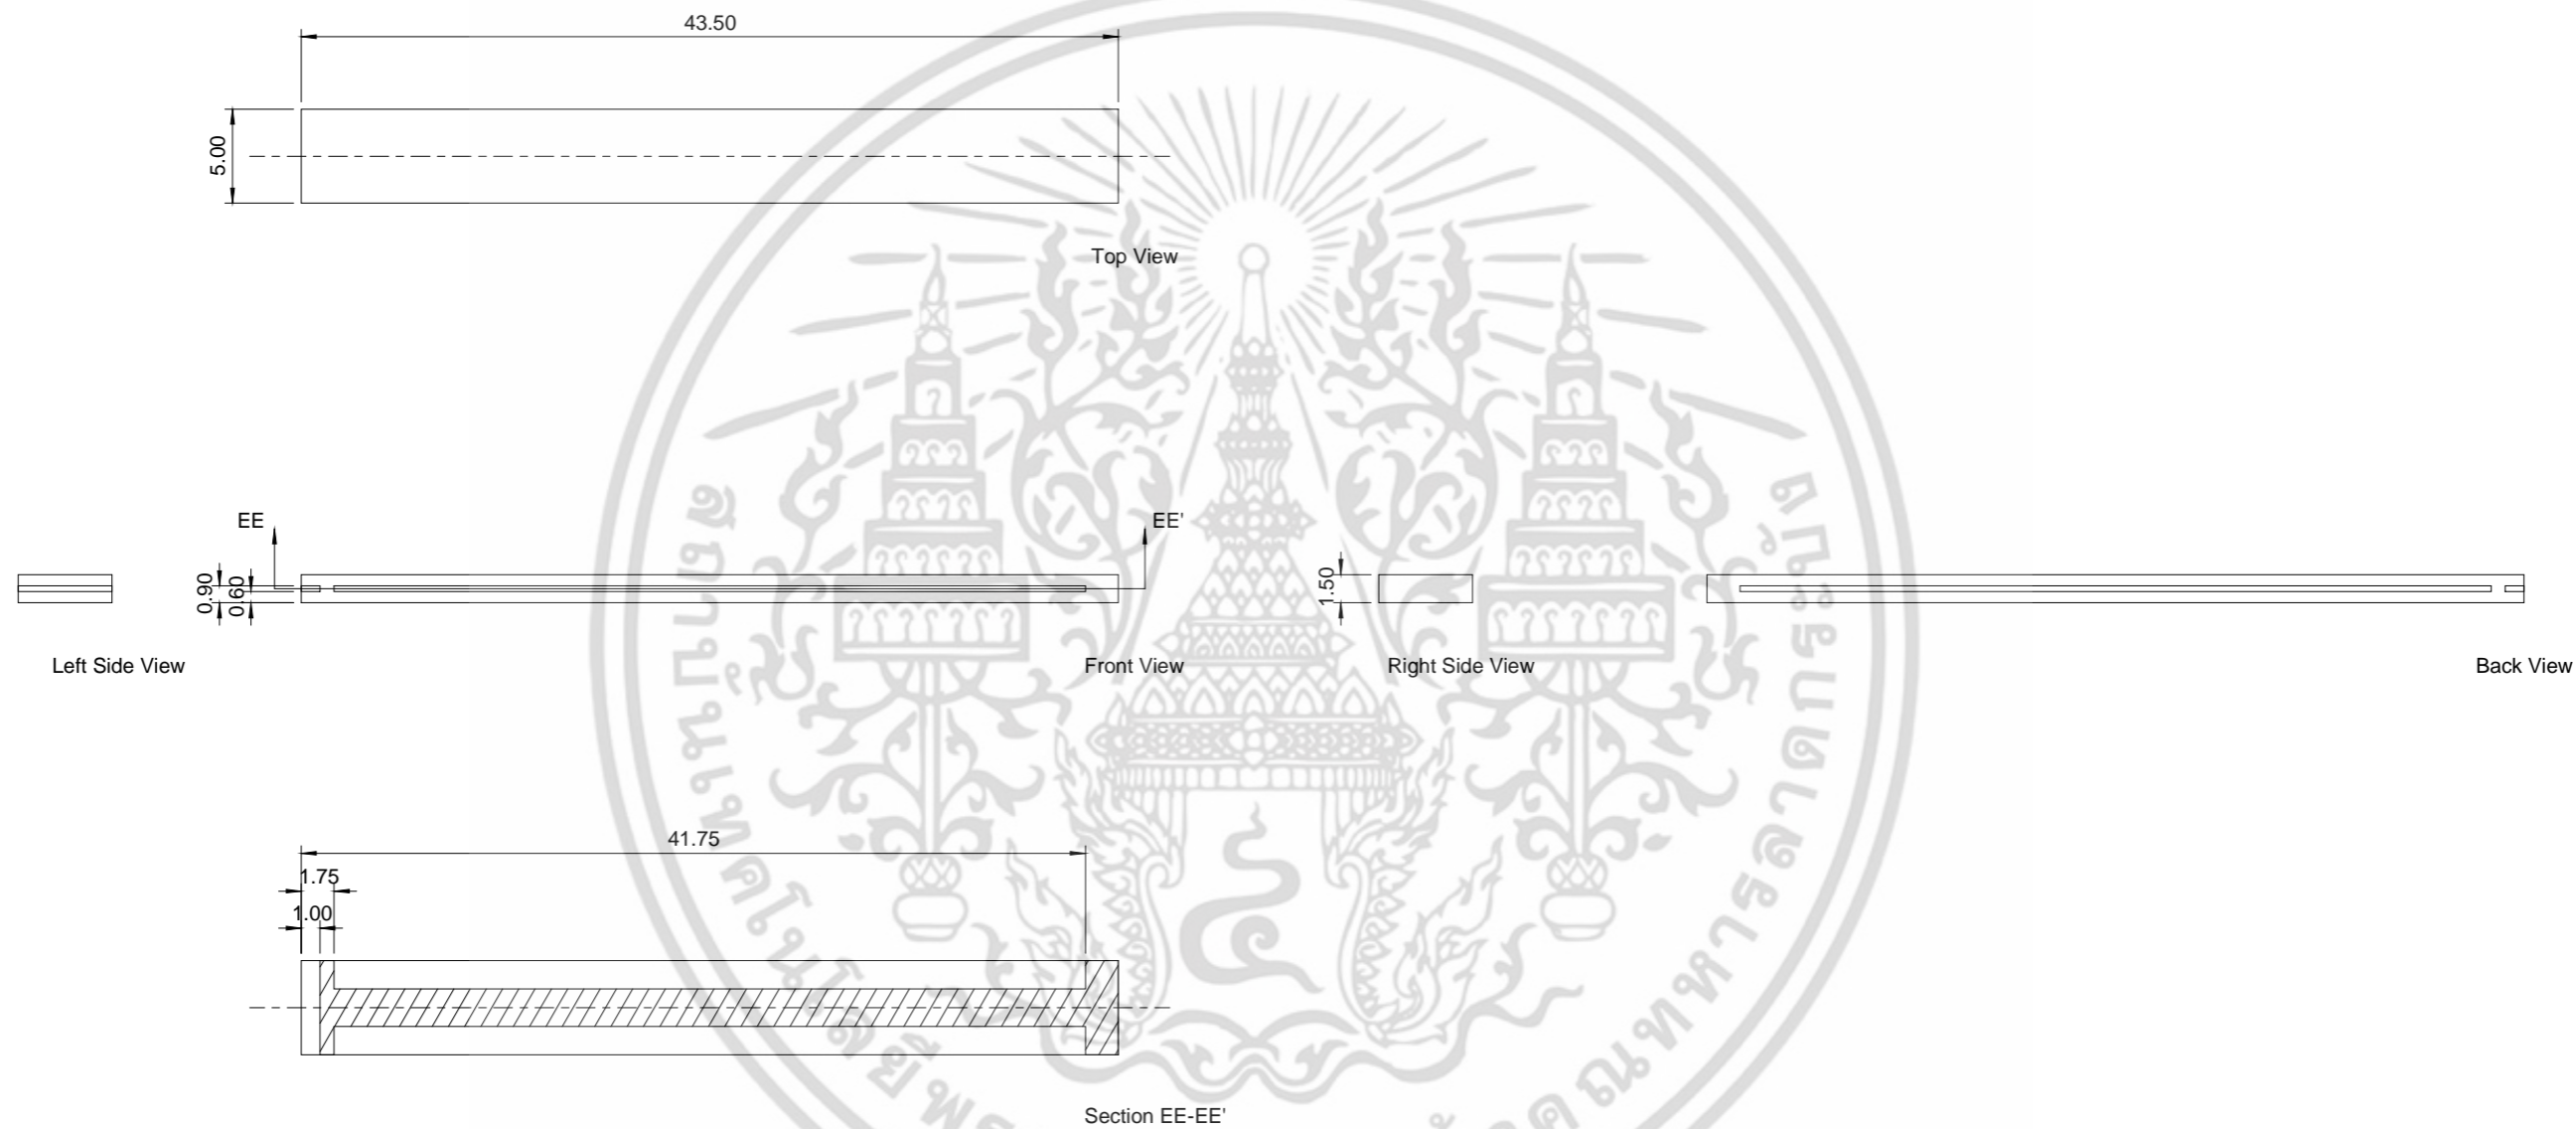 43.50
5.00
Top View
EE
EE'
0.90
0.60
1.50
Left Side View
Front View
Right Side View
Back View
41.75
1.75
1.00
Section EE-EE'